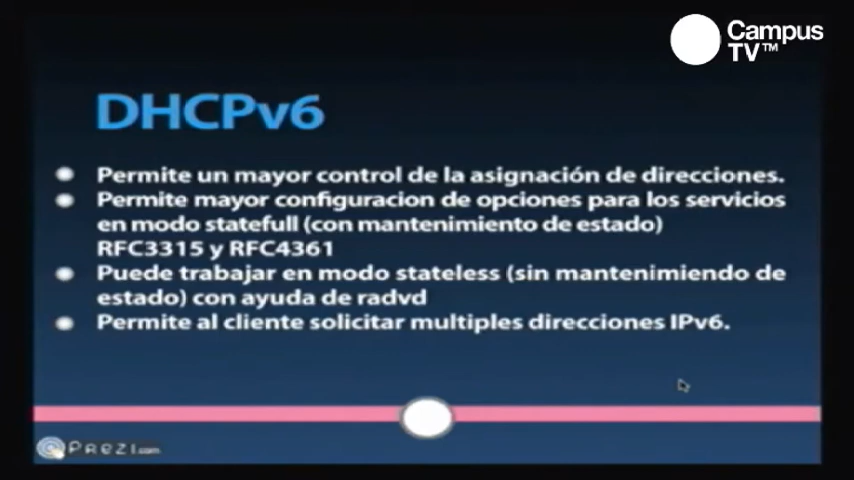 Campus
TV™
DHCPv6
Permite un mayor control de la asignación de direcciones.
Permite mayor configuracion de opciones para los servicios
en modo statefull (con mantenimiento de estado)
RFC3315 y RFC4361
Puede trabajar en modo stateless (sin mantenimiendo de
estado) con ayuda de radvd
Permite al cliente solicitar multiples direcciones IPv6.
Prezi.com